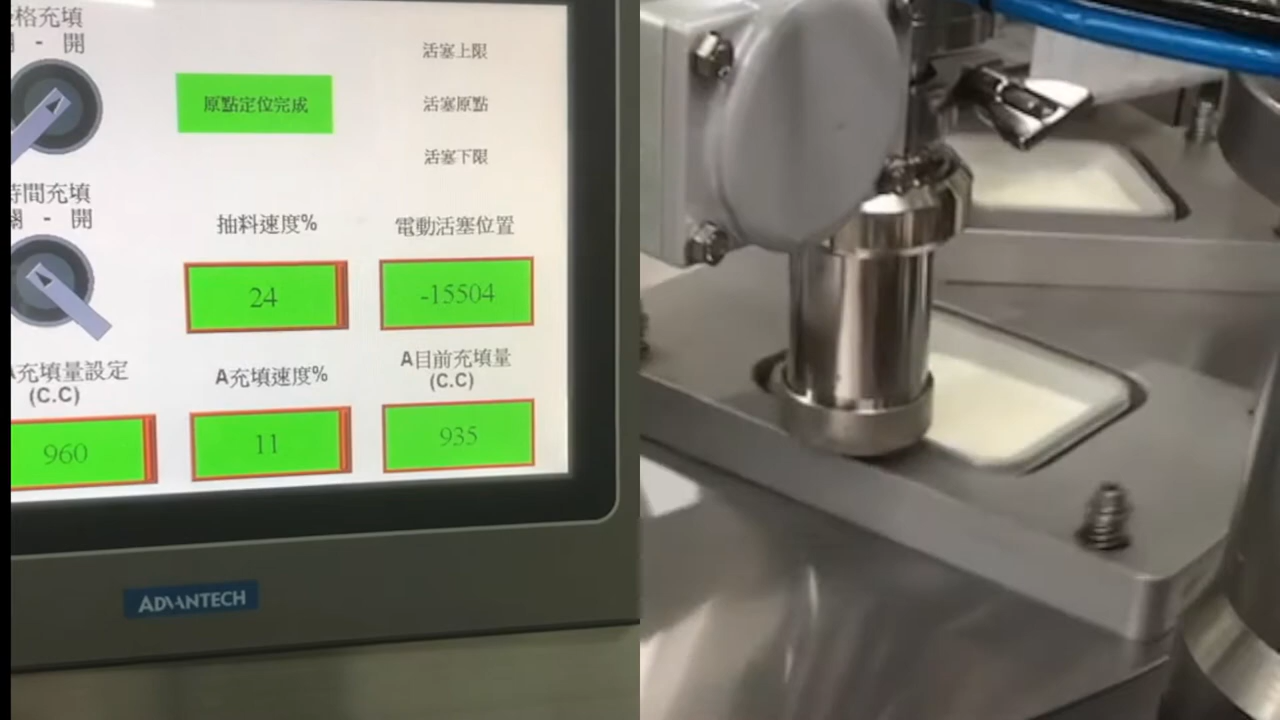 格充填
- 開
原點定位完成
活塞上限
活塞原點
活塞下限
時間充填
關 - 開
抽料速度%
24
電動活塞位置
-15504
A充填量設定
(C.C)
960
A充填速度%
11
A目前充填量
(C.C)
935
ADVANTECH